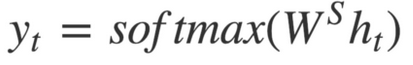 y_t = softmax(W^S h_t)